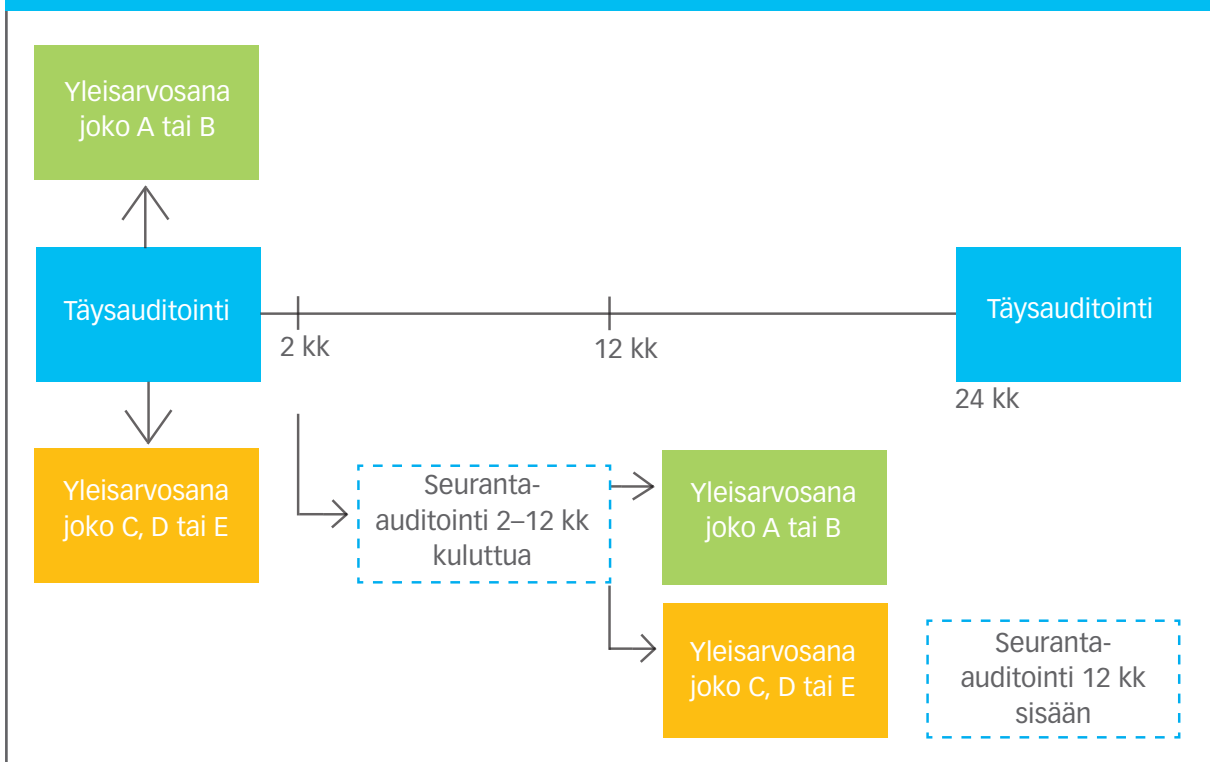 Yleisarvosana
joko A tai B
Täysauditointi
2 kk
12 kk
Täysauditointi
24 kk
Yleisarvosana
joko C, D tai E
Seuranta-
auditointi 2–12 kk
kuluttua
Yleisarvosana
joko A tai B
Yleisarvosana
joko C, D tai E
Seuranta-
auditointi 12 kk
sisään